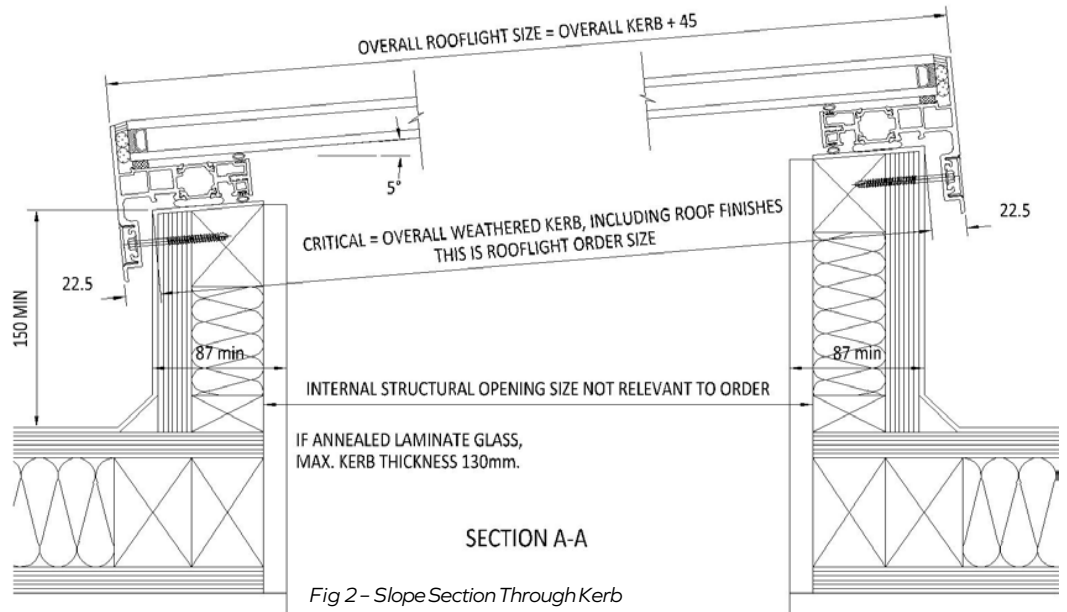 OVERALL ROOFLIGHT SIZE = OVERALL KERB + 45
5°
22.5
CRITICAL = OVERALL WEATHERED KERB, INCLUDING ROOF FINISHES
THIS IS ROOFLIGHT ORDER SIZE
22.5
150 MIN
87 min
87 min
INTERNAL STRUCTURAL OPENING SIZE NOT RELEVANT TO ORDER
IF ANNEALED LAMINATE GLASS,
MAX. KERB THICKNESS 130mm.
SECTION A-A
Fig 2 – Slope Section Through Kerb